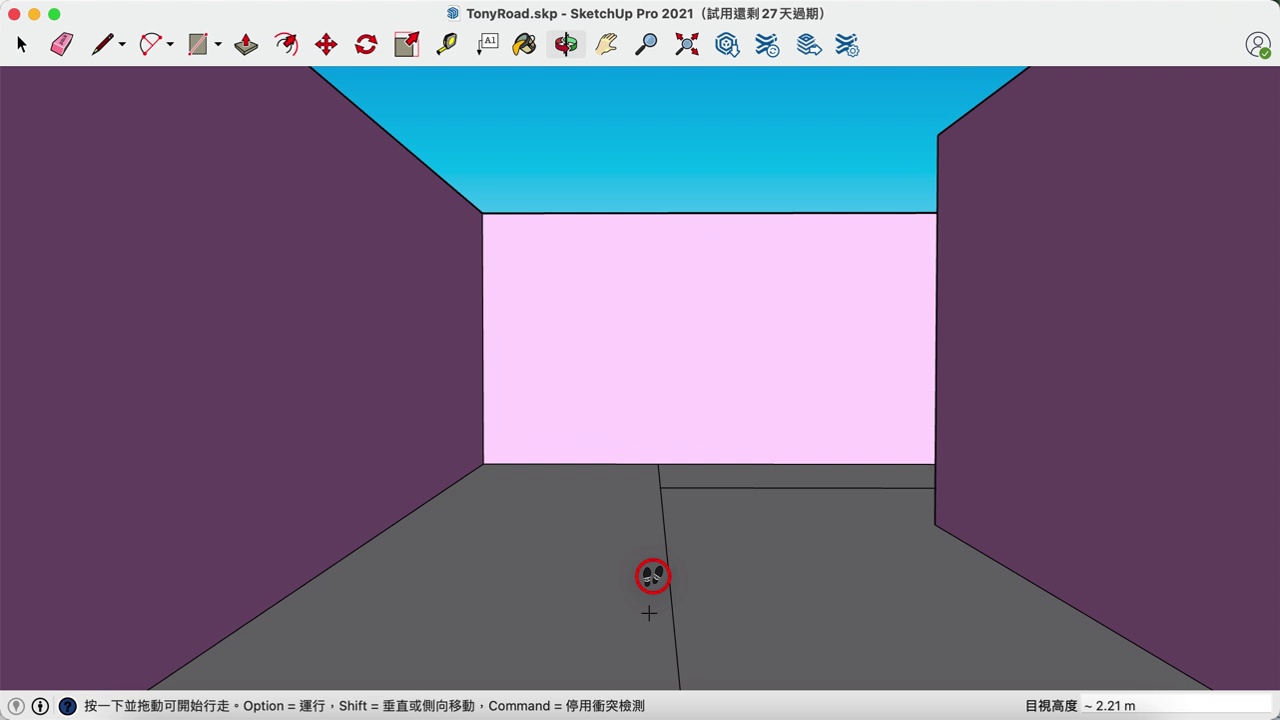 TonyRoad.skp - SketchUp Pro 2021（試用還剩 27 天過期）
A1
按一下並拖動可開始行走。Option = 運行，Shift = 垂直或側向移動，Command = 停用衝突檢測
目視高度 ~ 2.21 m